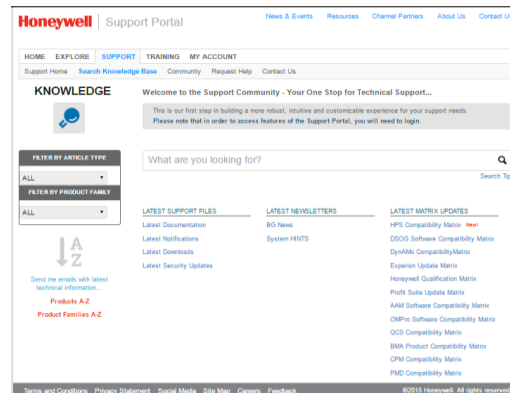 Honeywell | Support Portal
News & Events Resources Channel Partners About Us Contact U
HOME EXPLORE SUPPORT TRAINING MY ACCOUNT
Support Home Search Knowledge Base Community Request Help Contact Us
KNOWLEDGE
Welcome to the Support Community - Your One Stop for Technical Support...
This is our first step in building a more robust, intuitive and customizable experience for your support needs.
Please note that in order to access features of the Support Portal, you will need to login.
FILTER BY ARTICLE TYPE
ALL
FILTER BY PRODUCT FAMILY
ALL
What are you looking for?
Search Tip
A
Z
Send me emails with latest
technical information...
Products A-Z
Product Families A-Z
LATEST SUPPORT FILES
Latest Documentation
Latest Notifications
Latest Downloads
Latest Security Updates
LATEST NEWSLETTERS
BG News
System HINTS
LATEST MATRIX UPDATES
HPS Compatibility Matrix New!
DSOG Software Compatibility Matrix
DynAMo CompatibilityMatrix
Experion Update Matrix
Honeywell Qualification Matrix
Profit Suite Update Matrix
AAM Software Compatibility Matrix
OMPro Software Compatibility Matrix
QCS Compatibility Matrix
BMA Product Compatibility Matrix
CPM Compatibility Matrix
PMD Compatibility Matrix
Terms and Conditions Privacy Statement Social Media Site Map Careers Feedback ©2015 Honeywell. All rights reserved